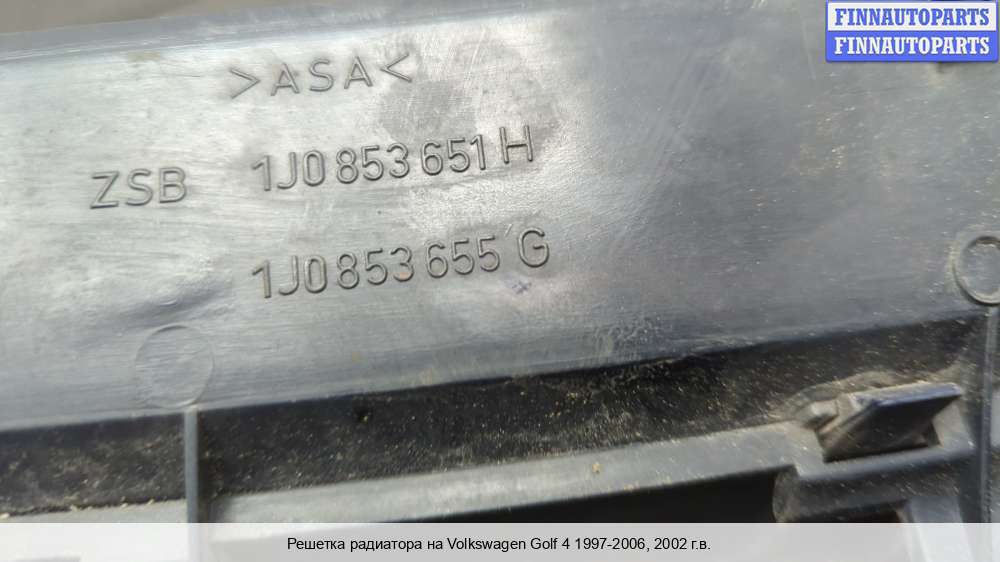 FINNAUTOPARTS
FINNAUTOPARTS
>ASA<
ZSB 1J0 853 651 H
1J0 853 655 G
Решетка радиатора на Volkswagen Golf 4 1997-2006, 2002 г.в.